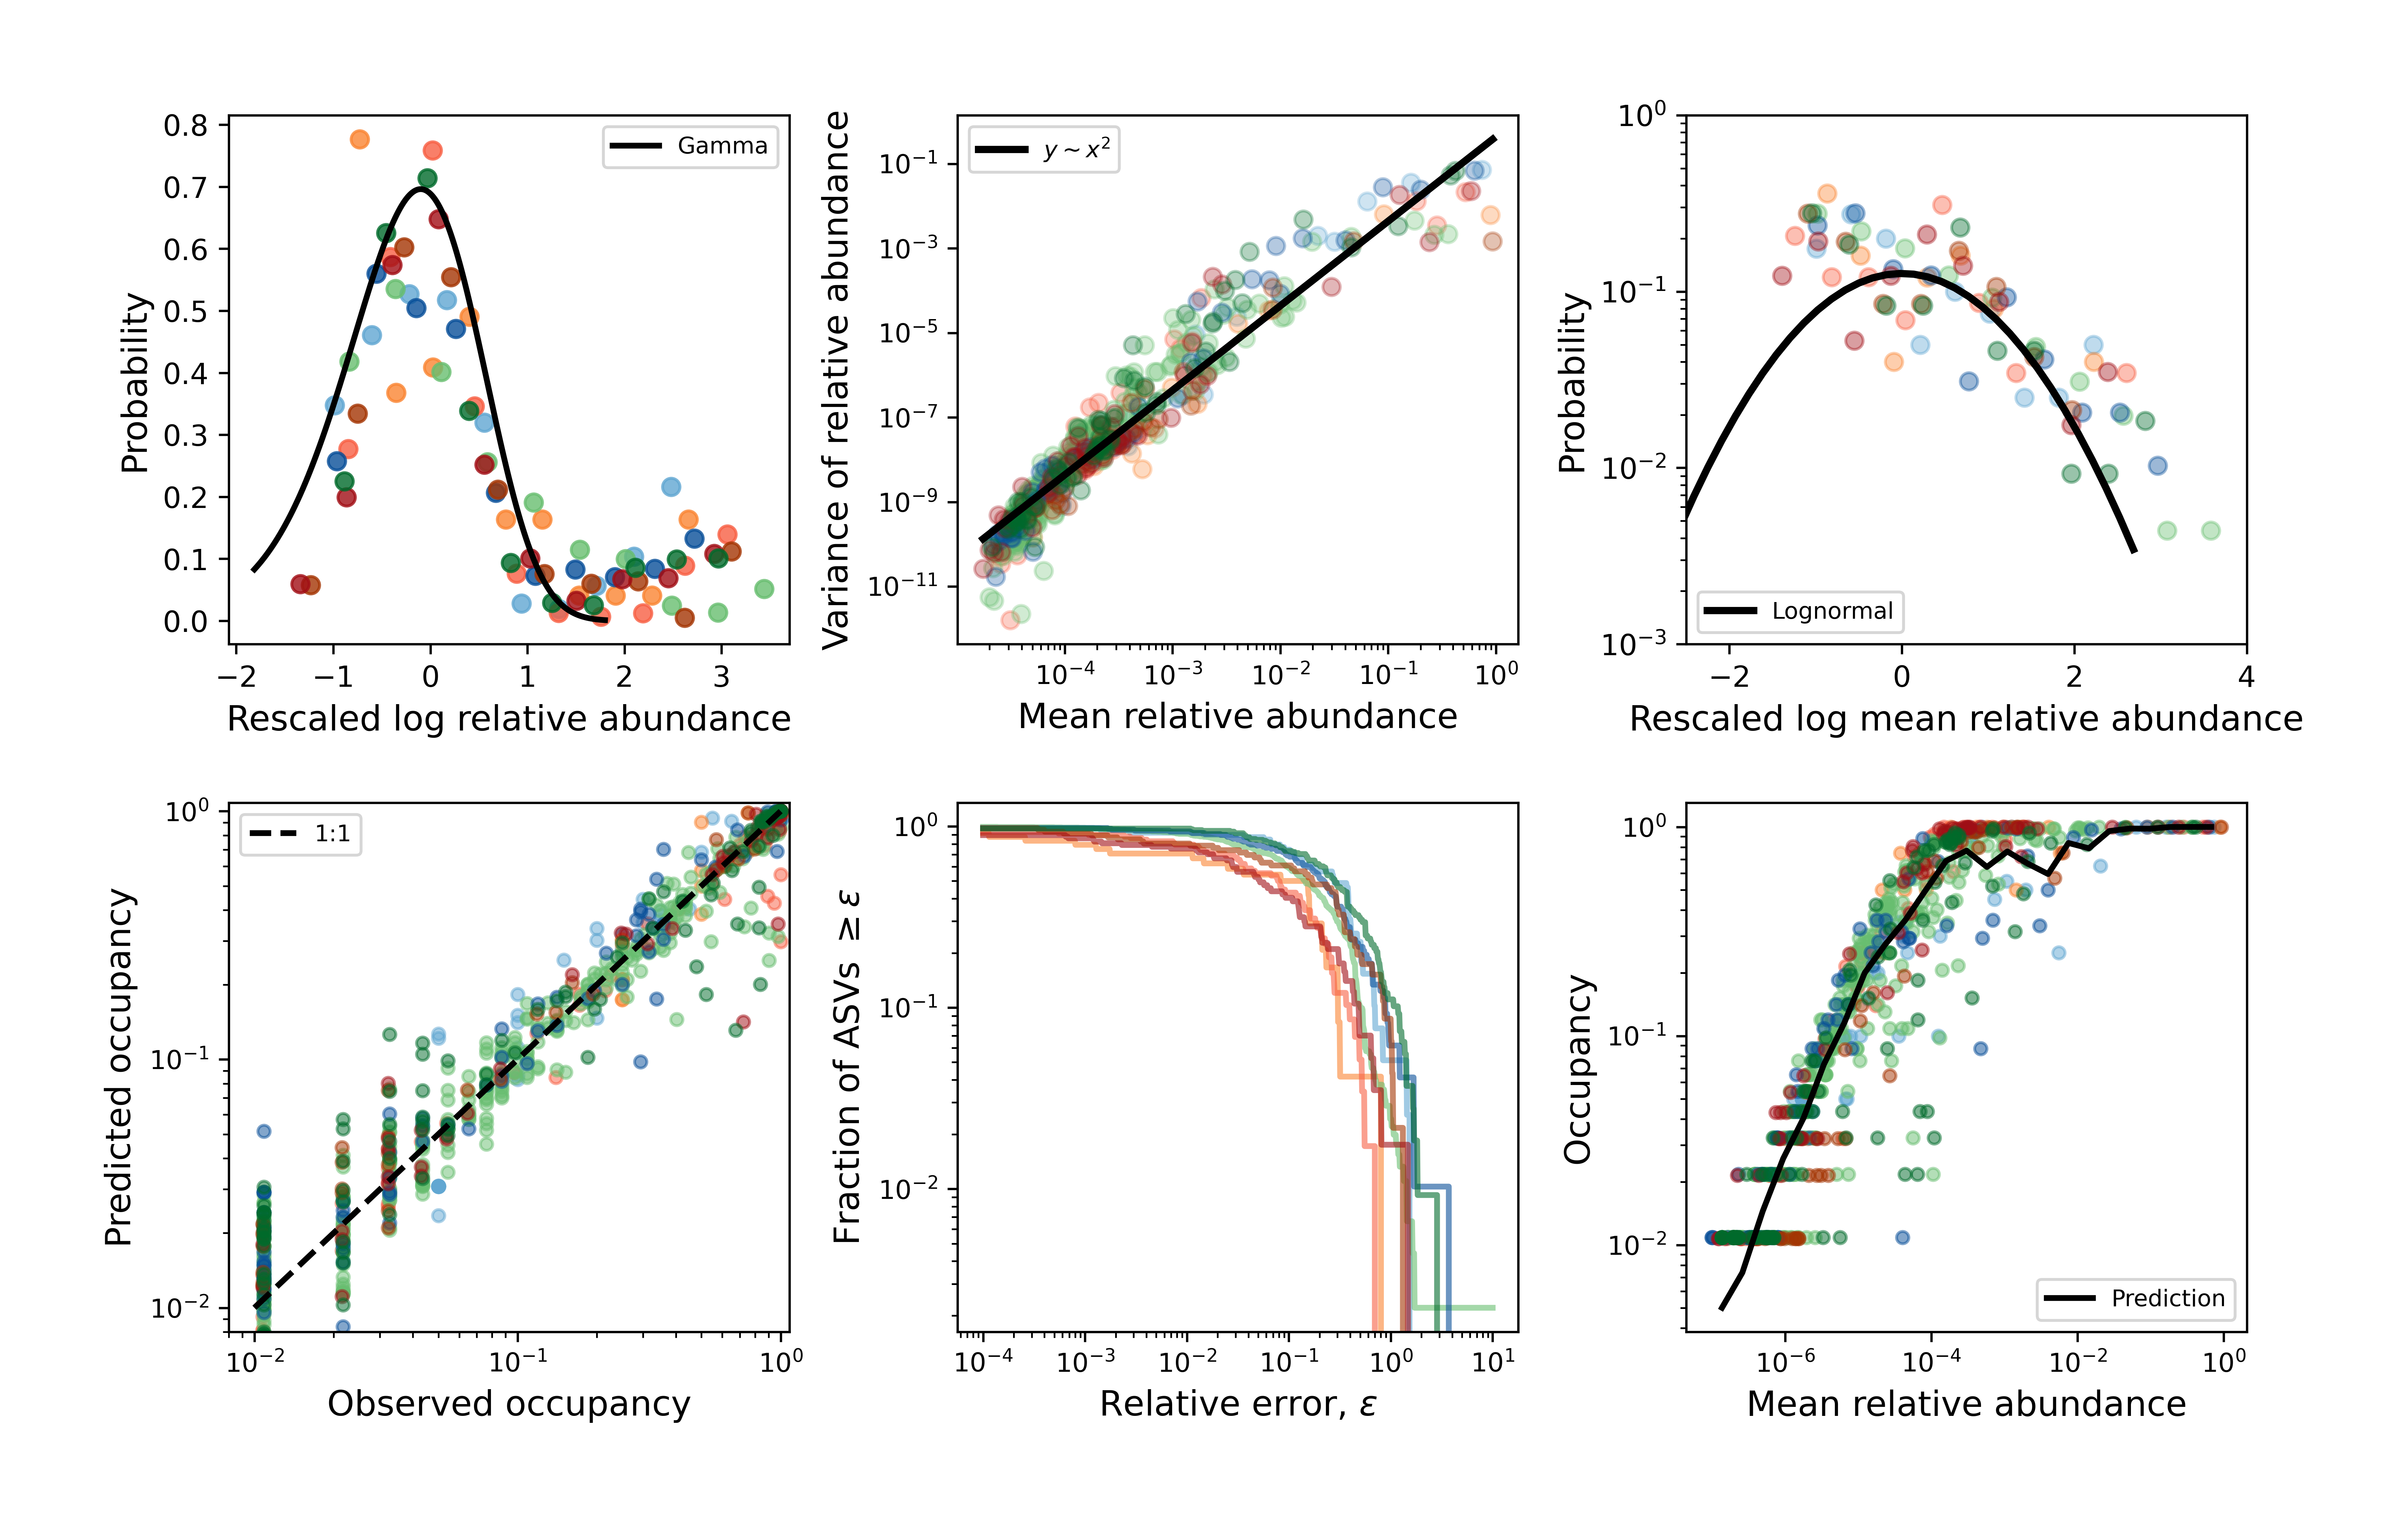 Probability
0.8
0.7
0.6
0.5
0.4
0.3
0.2
0.1
0.0
Gamma
−2 −1 0 1 2 3
Rescaled log relative abundance
Variance of relative abundance
10⁻¹
10⁻³
10⁻⁵
10⁻⁷
10⁻⁹
10⁻¹¹
y ~ x²
10⁻⁴ 10⁻³ 10⁻² 10⁻¹ 10⁰
Mean relative abundance
Probability
10⁰
10⁻¹
10⁻²
10⁻³
Lognormal
−2 0 2 4
Rescaled log mean relative abundance
Predicted occupancy
10⁰
10⁻¹
10⁻²
1:1
10⁻² 10⁻¹ 10⁰
Observed occupancy
Fraction of ASVs ≥ ε
10⁰
10⁻¹
10⁻²
10⁻⁴ 10⁻³ 10⁻² 10⁻¹ 10⁰ 10¹
Relative error, ε
Occupancy
10⁰
10⁻¹
10⁻²
Prediction
10⁻⁶ 10⁻⁴ 10⁻² 10⁰
Mean relative abundance